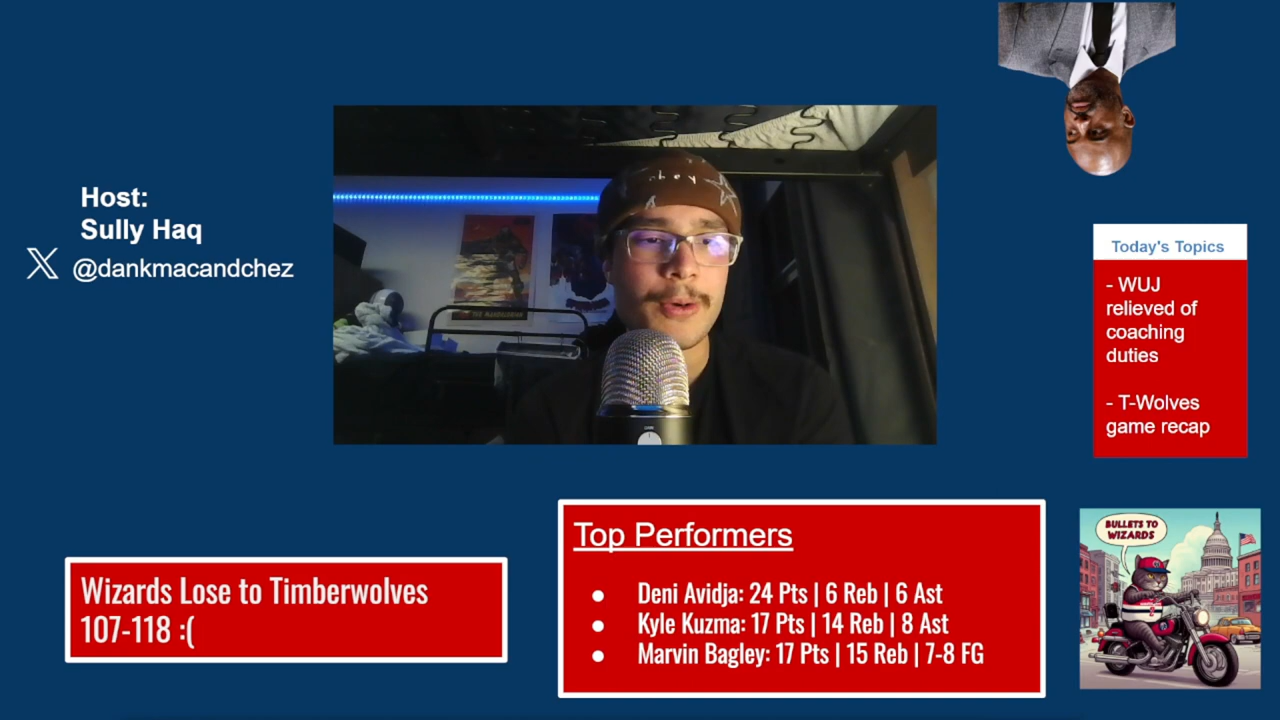 Host:
Sully Haq
@dankmacandchez
Today's Topics
- WUJ
relieved of
coaching
duties
- T-Wolves
game recap
Wizards Lose to Timberwolves
107-118 :(
Top Performers
● Deni Avidja: 24 Pts | 6 Reb | 6 Ast
● Kyle Kuzma: 17 Pts | 14 Reb | 8 Ast
● Marvin Bagley: 17 Pts | 15 Reb | 7-8 FG
BULLETS TO
WIZARDS